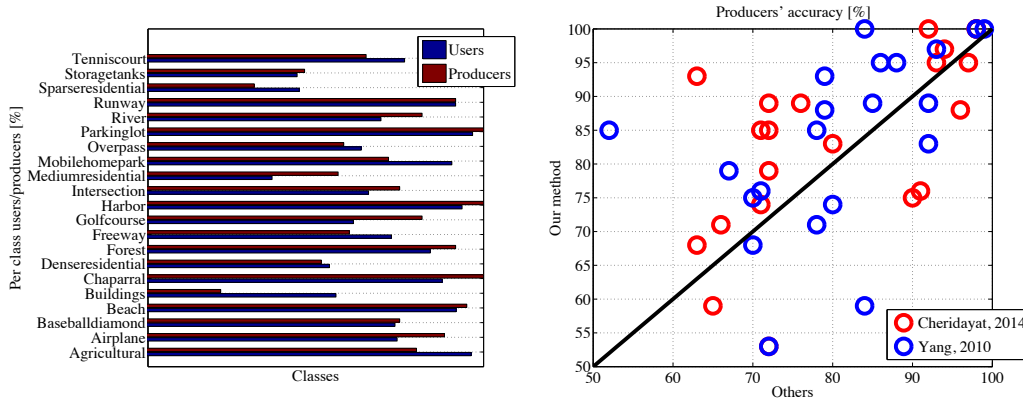 Per class users/producers [%]
Tenniscourt
Storagetanks
Sparseresidential
Runway
River
Parkinglot
Overpass
Mobilehomepark
Mediumresidential
Intersection
Harbor
Golfcourse
Freeway
Forest
Denseresidential
Chaparral
Buildings
Beach
Baseballdiamond
Airplane
Agricultural
Users
Producers
Classes
Producers' accuracy [%]
Our method
100
95
90
85
80
75
70
65
60
55
50
50 60 70 80 90 100
Others
Cheridayat, 2014
Yang, 2010